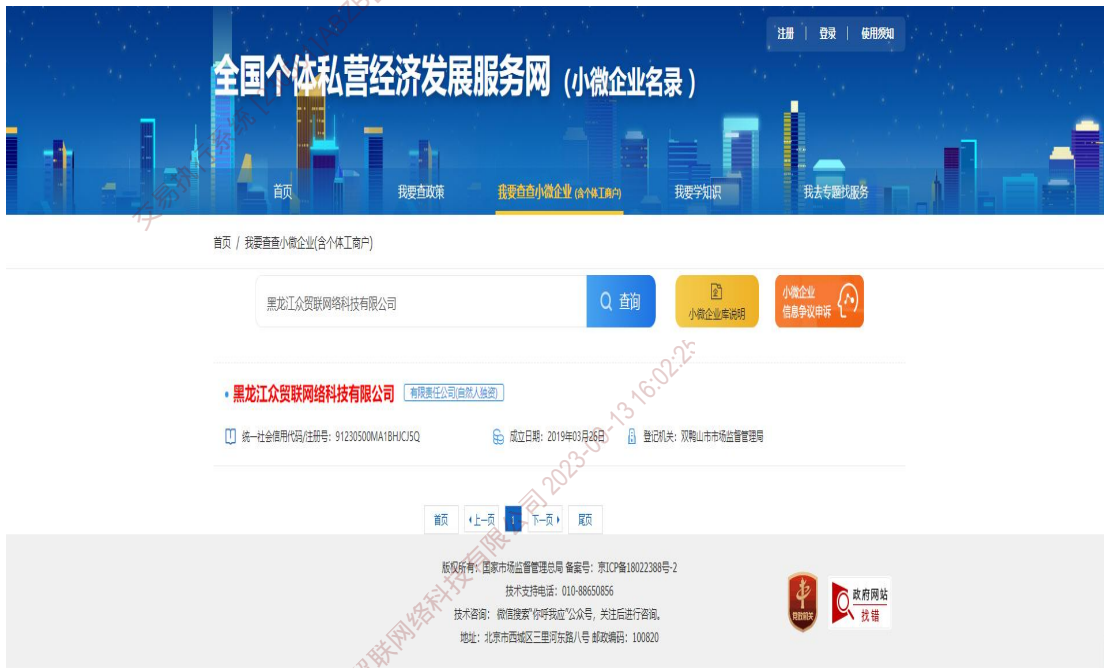 注册 | 登录 | 使用须知
全国个体私营经济发展服务网（小微企业名录）
首页 我要查政策 我要查查小微企业 (含个体工商户) 我要学知识 我去专题找服务
首页 / 我要查查小微企业(含个体工商户)
黑龙江众贸联网络科技有限公司 查询 小微企业库说明 小微企业
信息争议申诉
黑龙江众贸联网络科技有限公司 有限责任公司(自然人独资)
统一社会信用代码/注册号：91230500MA1BHJCJ5Q 成立日期：2019年03月26日 登记机关：双鸭山市市场监督管理局
首页 上一页 1 下一页 尾页
版权所有：国家市场监督管理总局 备案号：京ICP备18022388号-2
技术支持电话：010-88650856
技术咨询： 微信搜索"你呼我应"公众号，关注后进行咨询。
地址：北京市西城区三里河东路八号 邮政编码：100820
党政机关
政府网站
找错
2023-09-13 16:02:25